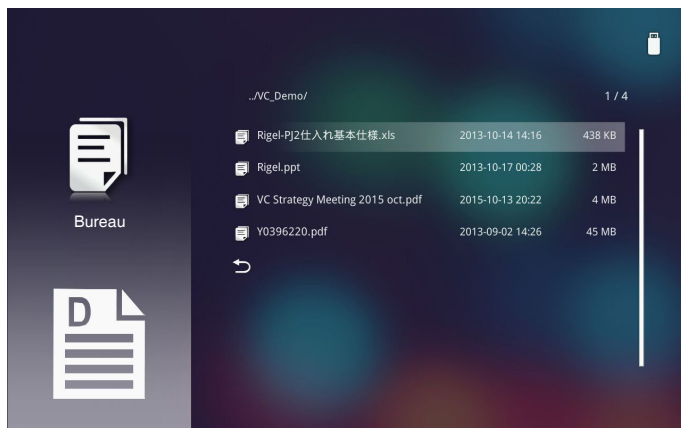 ../VC_Demo/ 1 / 4
Rigel-PJ2仕入れ基本仕様.xls 2013-10-14 14:16 438 KB
Rigel.ppt 2013-10-17 00:28 2 MB
VC Strategy Meeting 2015 oct.pdf 2015-10-13 20:22 4 MB
Y0396220.pdf 2013-09-02 14:26 45 MB
Bureau
D